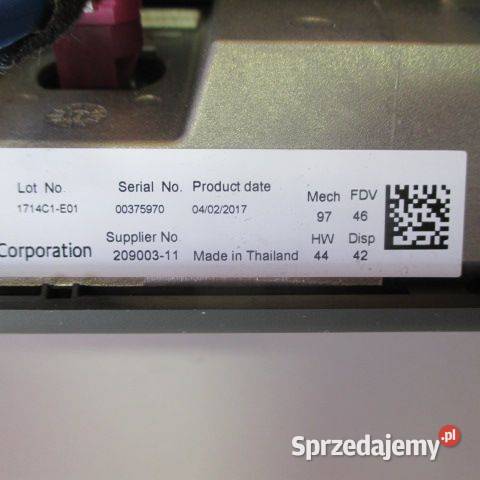 Lot No.
Serial No.
Product date
Mech
FDV
1714C1-E01
00375970
04/02/2017
97
46
Corporation
Supplier No
HW
Disp
209003-11
Made in Thailand
44
42
Sprzedajemy.pl